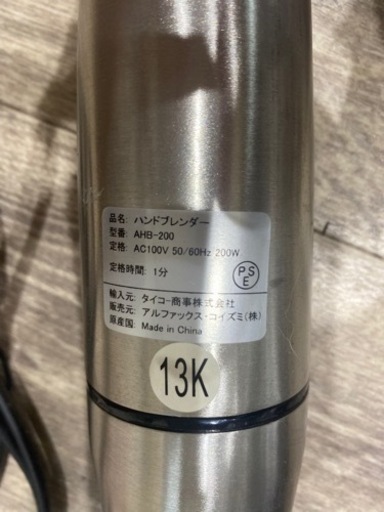 品名: ハンドブレンダー
型番: AHB-200
定格: AC100V 50/60Hz 200W
定格時間: 1分
PSE
輸入元: タイコー商事株式会社
販売元: アルファックス・コイズミ(株)
原産国: Made in China
13K